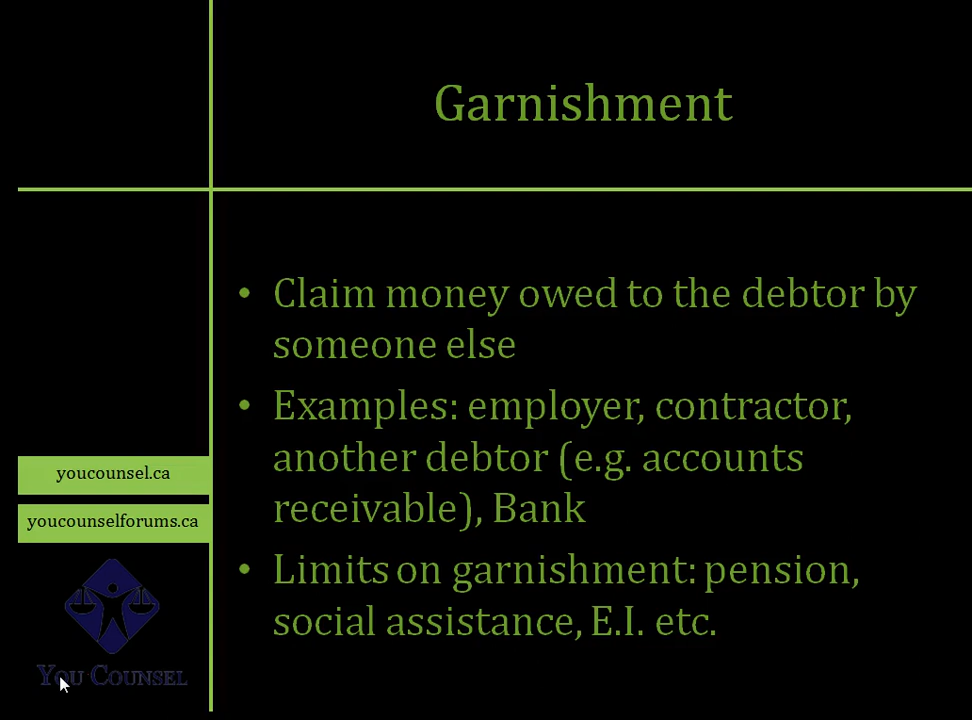 Garnishment
• Claim money owed to the debtor by
someone else
• Examples: employer, contractor,
another debtor (e.g. accounts
receivable), Bank
• Limits on garnishment: pension,
social assistance, E.I. etc.
youcounsel.ca
youcounselforums.ca
YOU COUNSEL